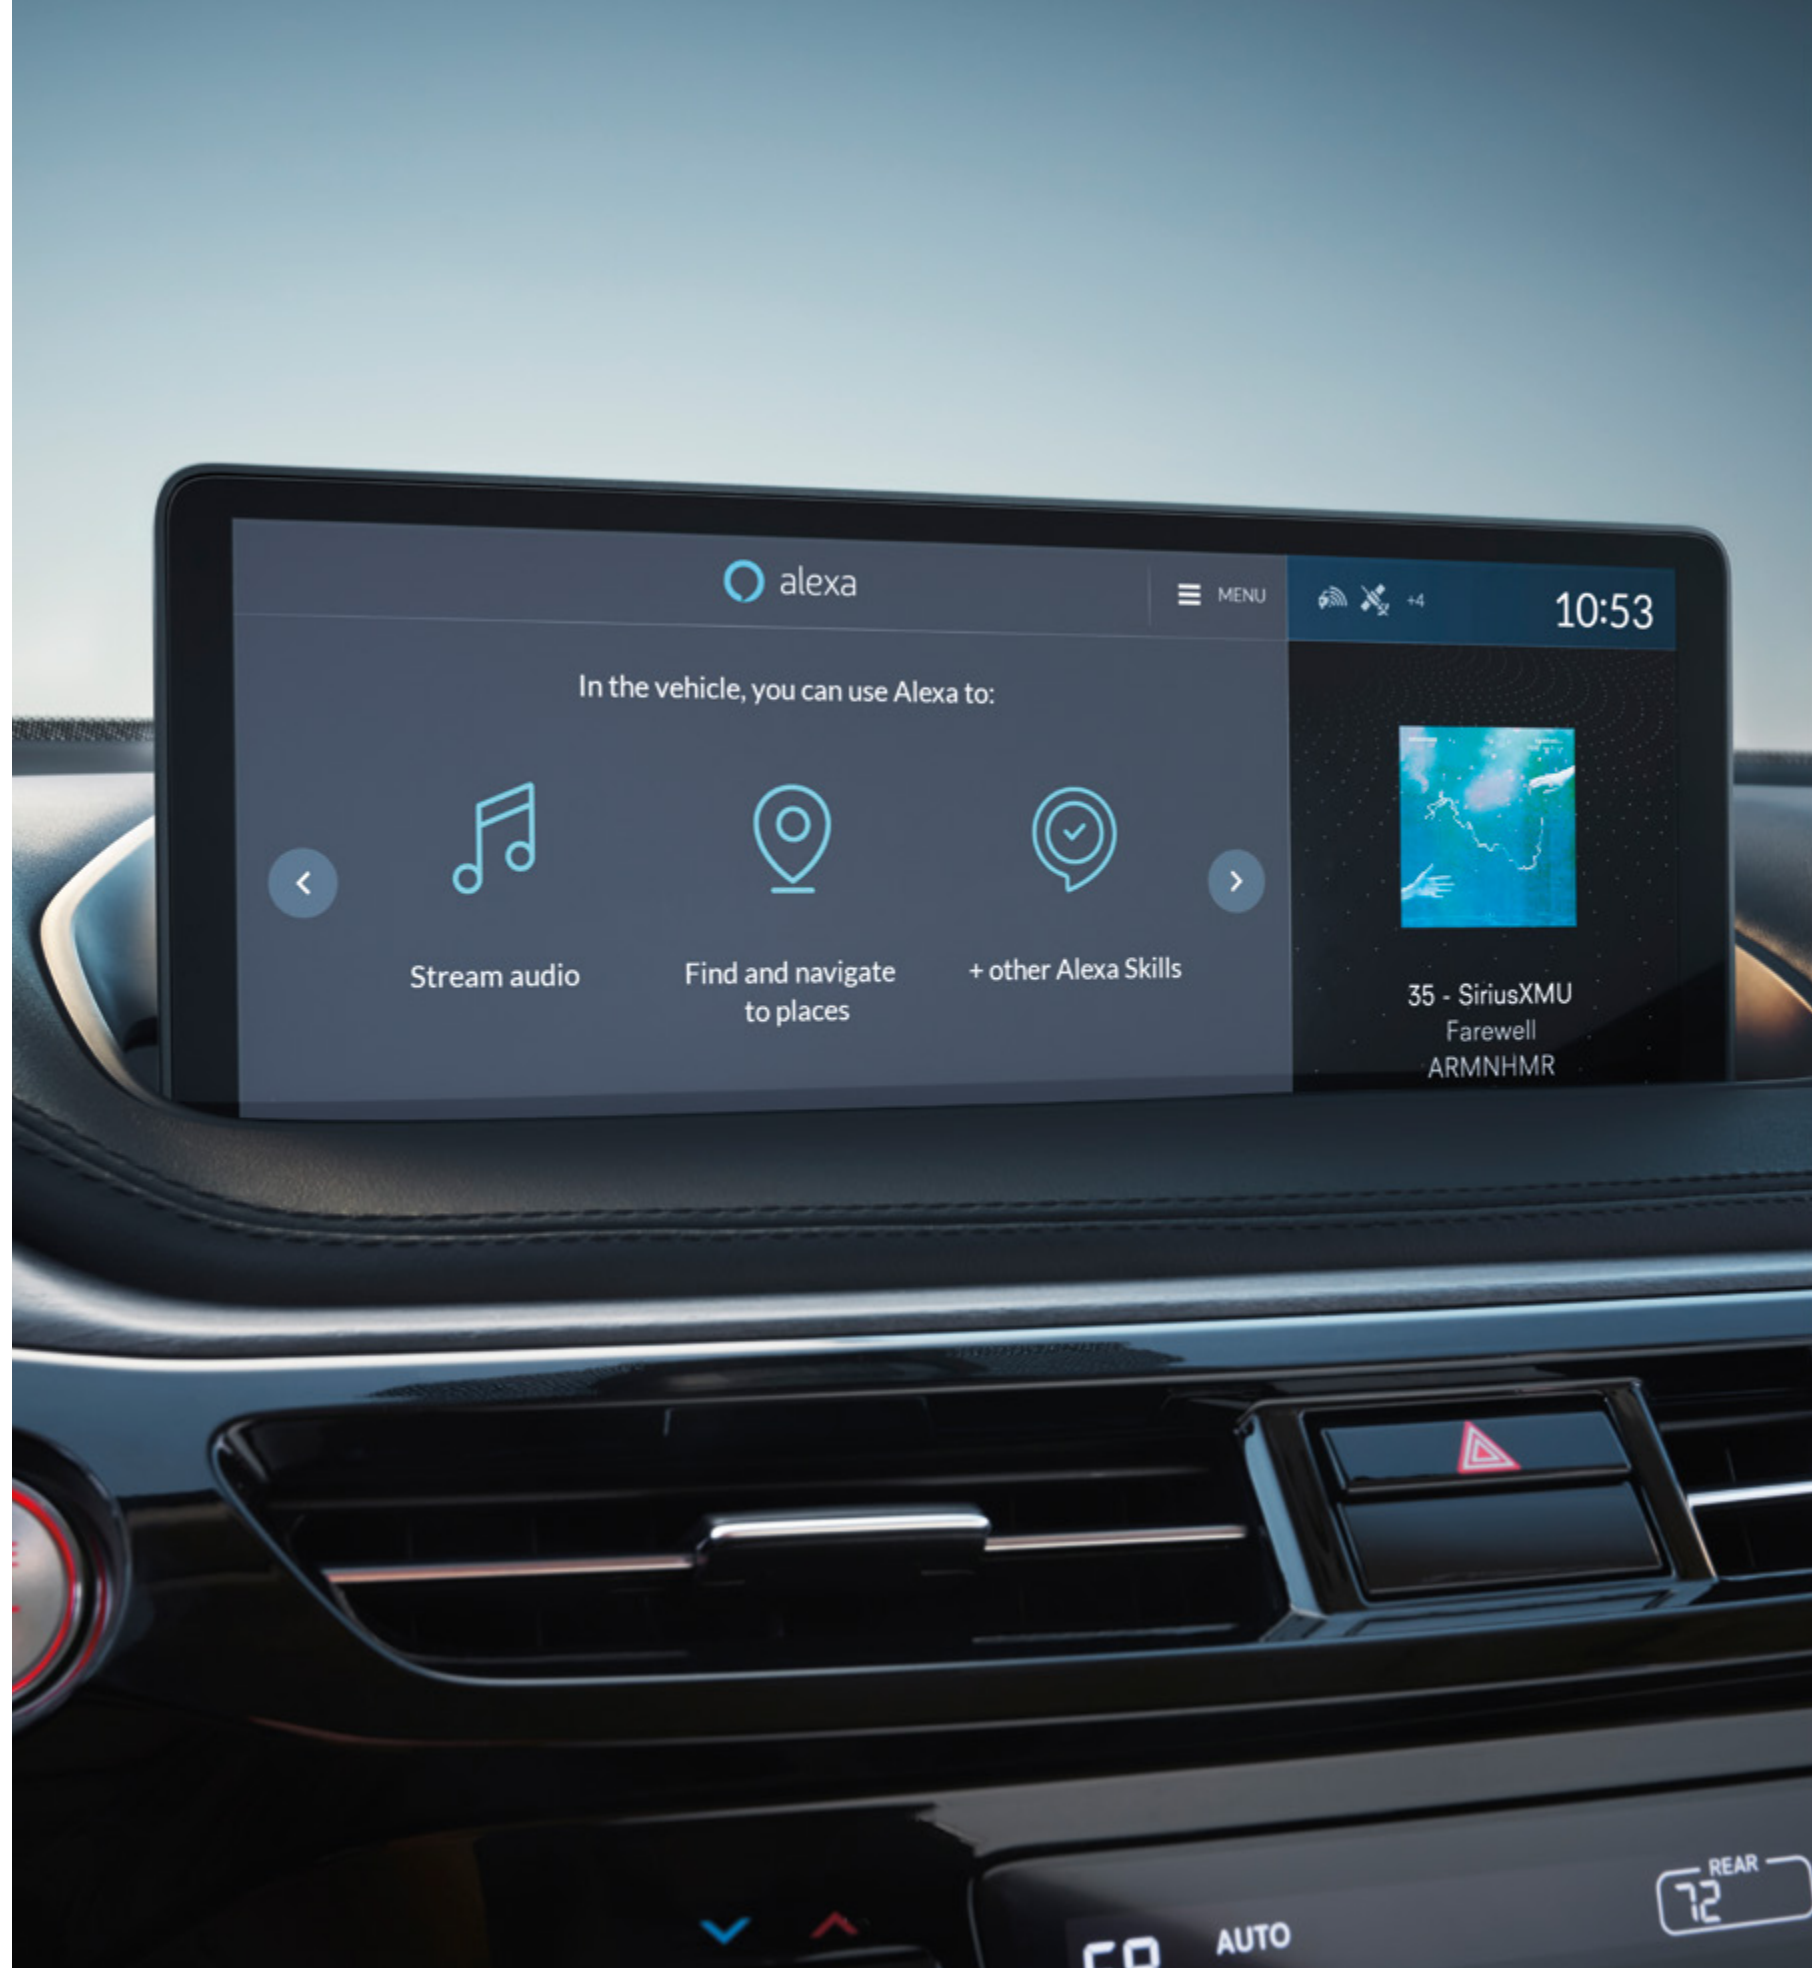 alexa
MENU
+4
10:53
In the vehicle, you can use Alexa to:
Stream audio
Find and navigate
to places
+ other Alexa Skills
35 - SiriusXMU
Farewell
ARMNHMR
REAR
72
AUTO